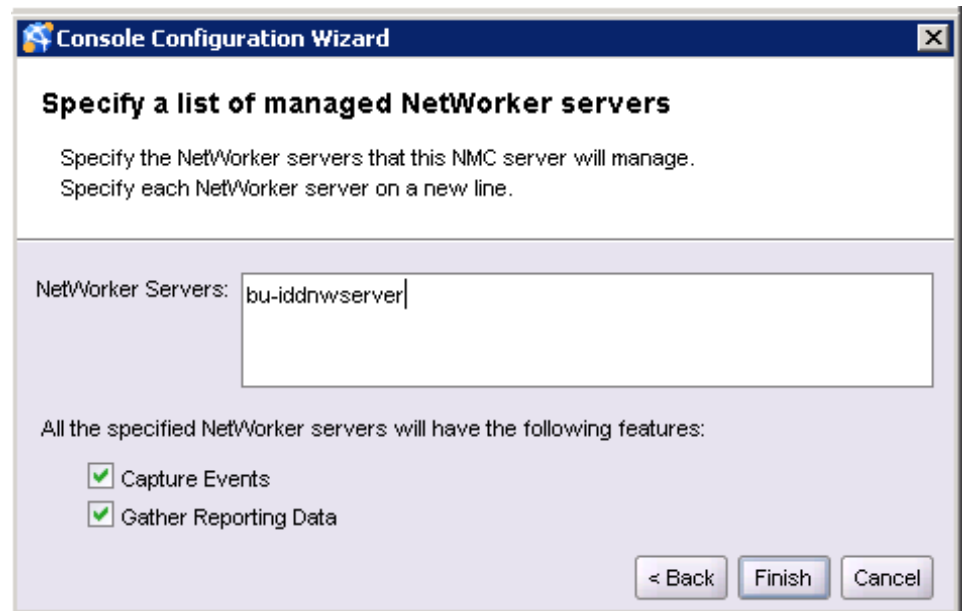 Console Configuration Wizard
Specify a list of managed NetWorker servers
Specify the NetWorker servers that this NMC server will manage.
Specify each NetWorker server on a new line.
NetWorker Servers:
bu-iddnwserver
All the specified NetWorker servers will have the following features:
Capture Events
Gather Reporting Data
< Back
Finish
Cancel